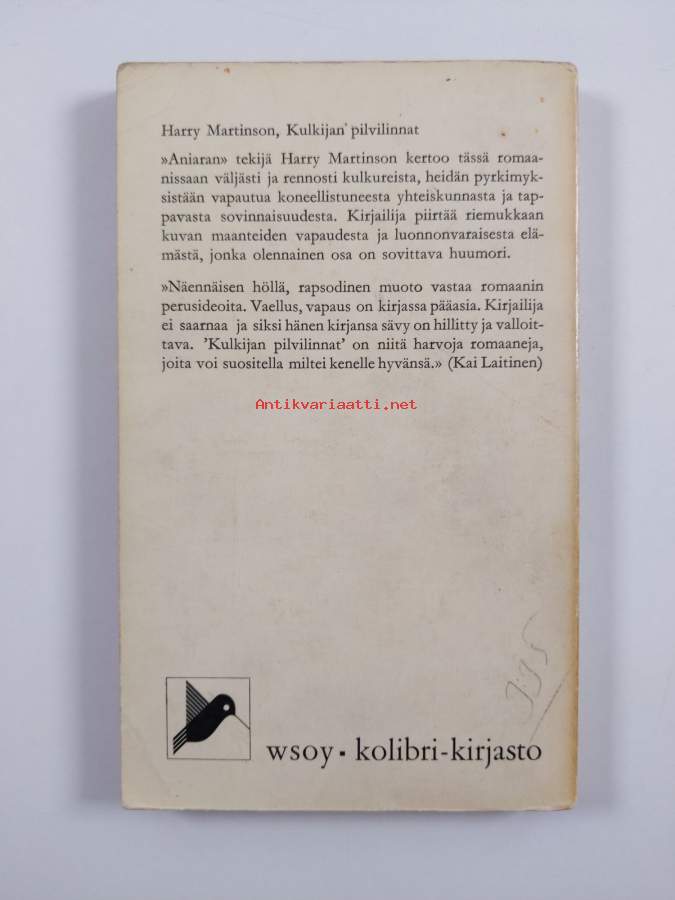 Harry Martinson, Kulkijan pilvilinnat
»Aniaran» tekijä Harry Martinson kertoo tässä romaa-
nissaan väljästi ja rennosti kulkureista, heidän pyrkimyk-
sistään vapautua koneellistuneesta yhteiskunnasta ja tap-
pavasta sovinnaisuudesta. Kirjailija piirtää riemukkaan
kuvan maanteiden vapaudesta ja luonnonvaraisesta elä-
mästä, jonka olennainen osa on sovittava huumori.
»Näennäisen höllä, rapsodinen muoto vastaa romaanin
perusideoita. Vaellus, vapaus on kirjassa pääasia. Kirjailija
ei saarnaa ja siksi hänen kirjansa sävy on hillitty ja valloit-
tava. 'Kulkijan pilvilinnat' on niitä harvoja romaaneja,
joita voi suositella miltei kenelle hyvänsä.» (Kai Laitinen)
Antikvariaatti.net
wsoy ▪ kolibri-kirjasto